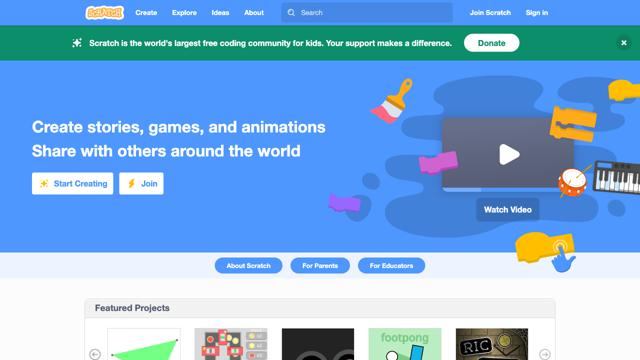 SCRATCH
Create
Explore
Ideas
About
Search
Join Scratch
Sign in
Scratch is the world's largest free coding community for kids. Your support makes a difference.
Donate
Create stories, games, and animations
Share with others around the world
Start Creating
Join
Watch Video
About Scratch
For Parents
For Educators
Featured Projects
footpong
RIC